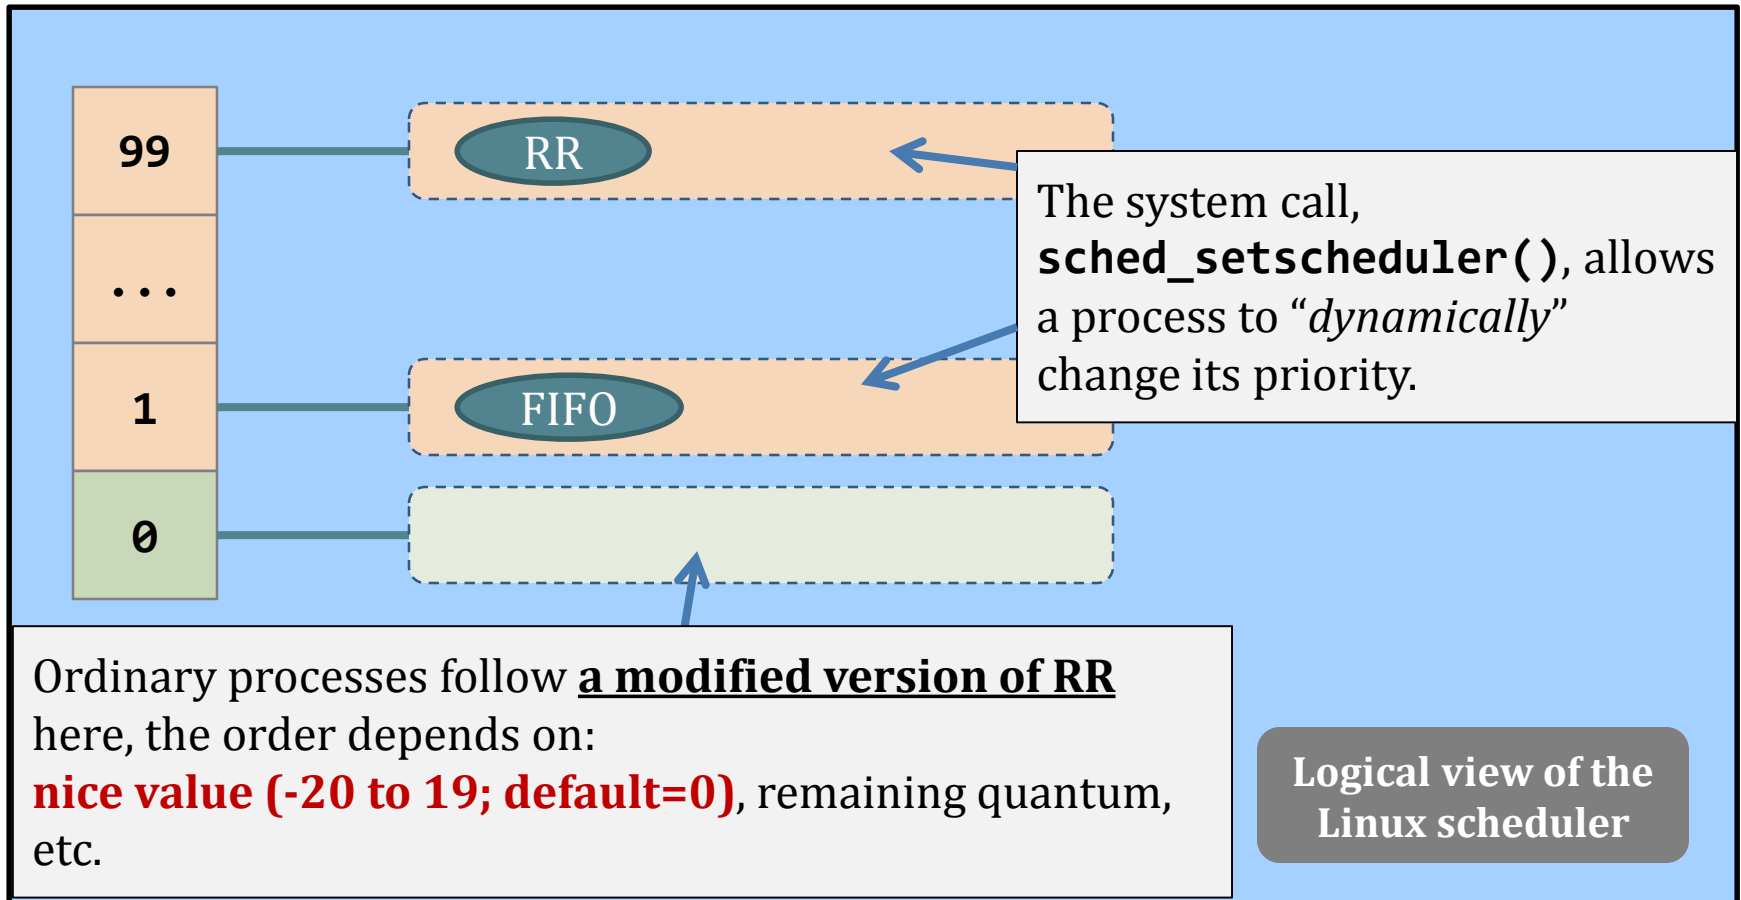 99
RR
The system call,
sched_setscheduler(), allows
a process to “dynamically”
change its priority.
...
1
FIFO
0
Ordinary processes follow a modified version of RR
here, the order depends on:
nice value (-20 to 19; default=0), remaining quantum,
etc.
Logical view of the
Linux scheduler